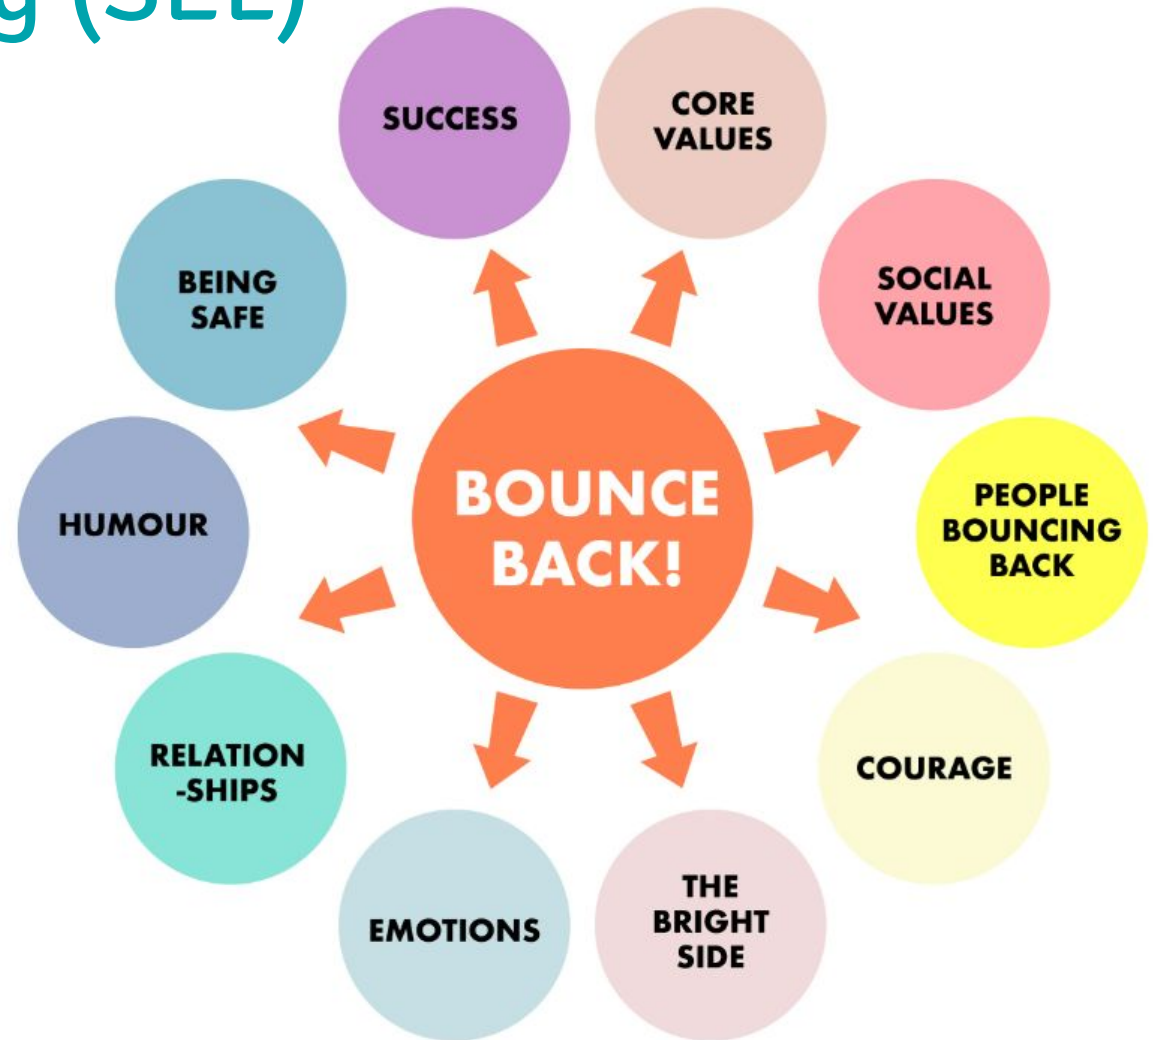 g (SEL)
SUCCESS
CORE
VALUES
SOCIAL
VALUES
PEOPLE
BOUNCING
BACK
COURAGE
THE
BRIGHT
SIDE
EMOTIONS
RELATION
-SHIPS
HUMOUR
BEING
SAFE
BOUNCE
BACK!